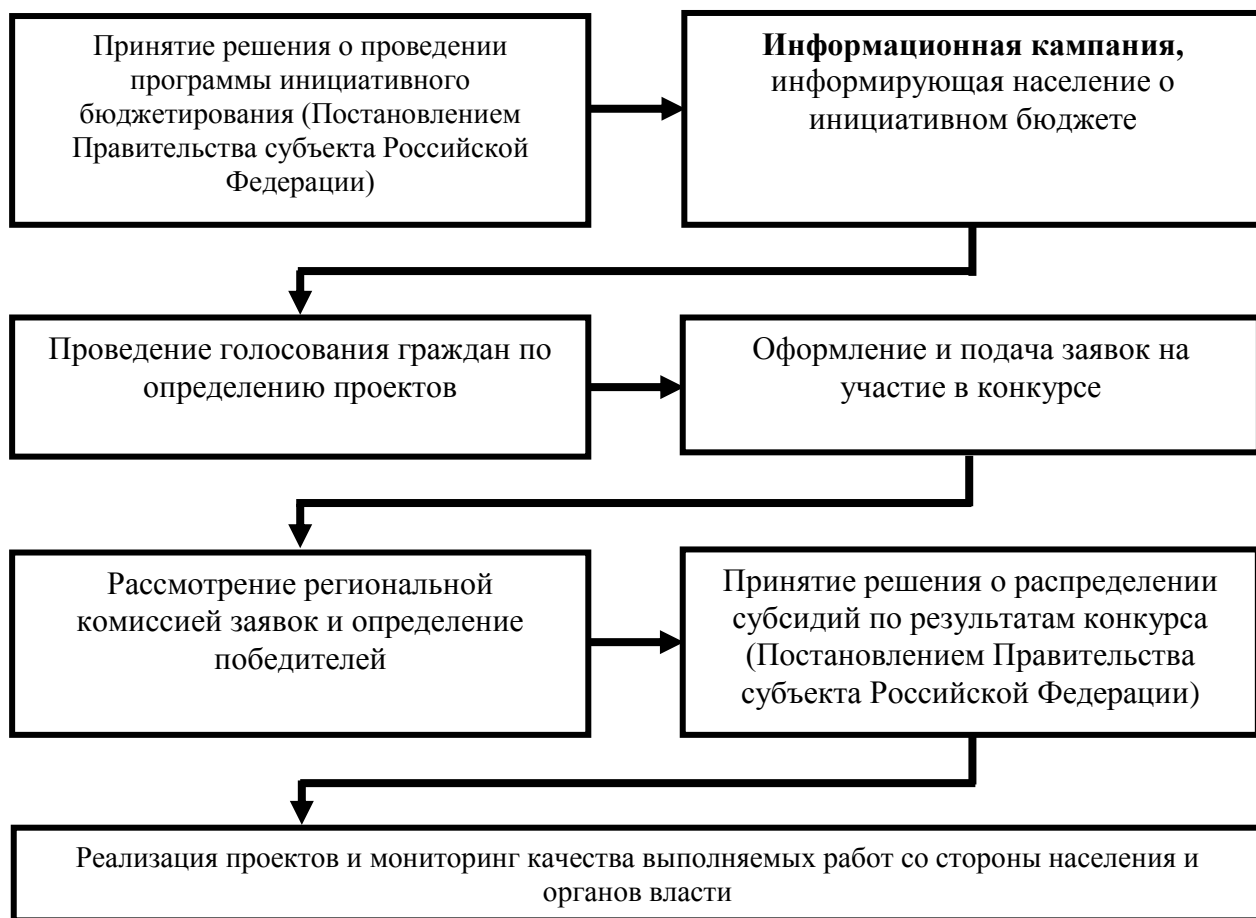 Принятие решения о проведении
программы инициативного
бюджетирования (Постановлением
Правительства субъекта Российской
Федерации)
Информационная кампания,
информирующая население о
инициативном бюджете
Проведение голосования граждан по
определению проектов
Оформление и подача заявок на
участие в конкурсе
Рассмотрение региональной
комиссией заявок и определение
победителей
Принятие решения о распределении
субсидий по результатам конкурса
(Постановлением Правительства
субъекта Российской Федерации)
Реализация проектов и мониторинг качества выполняемых работ со стороны населения и
органов власти